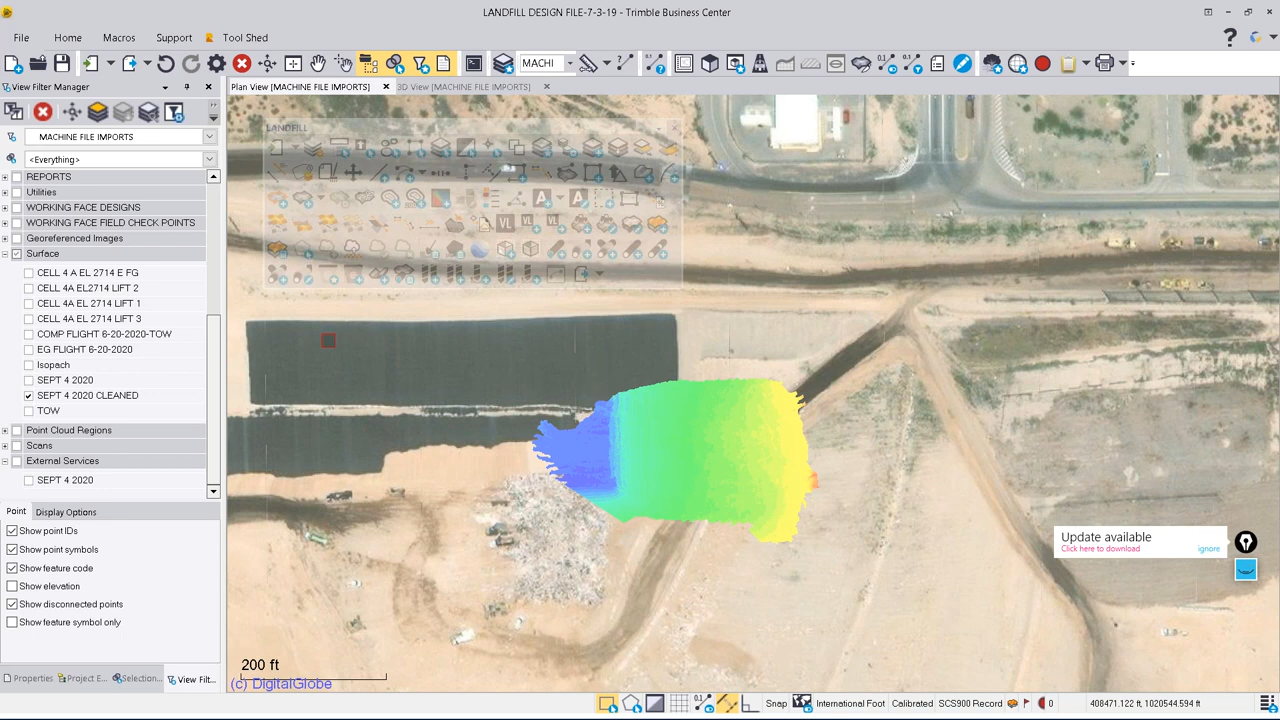 LANDFILL DESIGN FILE-7-3-19 - Trimble Business Center
File Home Macros Support Tool Shed
MACHI
View Filter Manager
Plan View [MACHINE FILE IMPORTS] 3D View [MACHINE FILE IMPORTS]
MACHINE FILE IMPORTS
<Everything>
REPORTS
Utilities
WORKING FACE DESIGNS
WORKING FACE FIELD CHECK POINTS
Georeferenced Images
Surface
CELL 4 A EL 2714 E FG
CELL 4 A EL2714 LIFT 2
CELL 4A EL 2714 LIFT 1
CELL 4A EL 2714 LIFT 3
COMP FLIGHT 6-20-2020-TOW
EG FLIGHT 6-20-2020
Isopach
SEPT 4 2020
SEPT 4 2020 CLEANED
TOW
Point Cloud Regions
Scans
External Services
SEPT 4 2020
Point Display Options
Show point IDs
Show point symbols
Show feature code
Show elevation
Show disconnected points
Show feature symbol only
Properties Project E... Selection... View Filt...
LANDFILL
VL VL VL
Update available
Click here to download ignore
200 ft
(c) DigitalGlobe
Snap International Foot Calibrated SCS900 Record 0 408471.122 ft, 1020544.594 ft